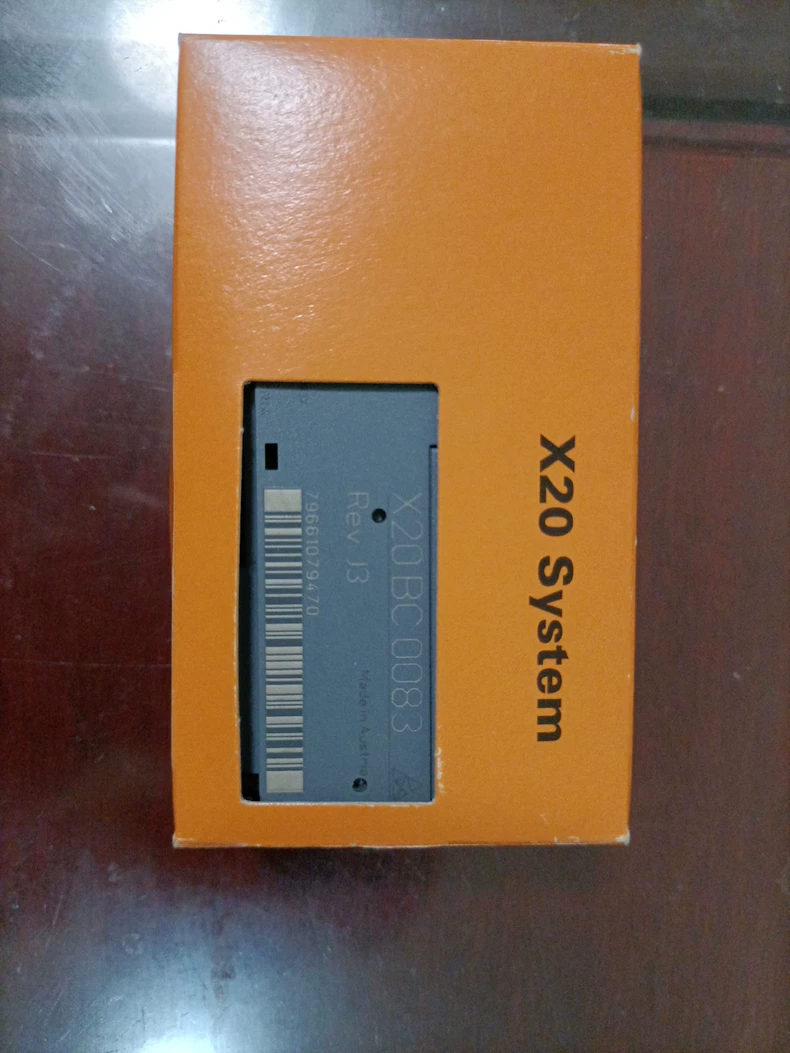 X20 System
X20BC0083
Rev. J3
Made in Austria
79661079470